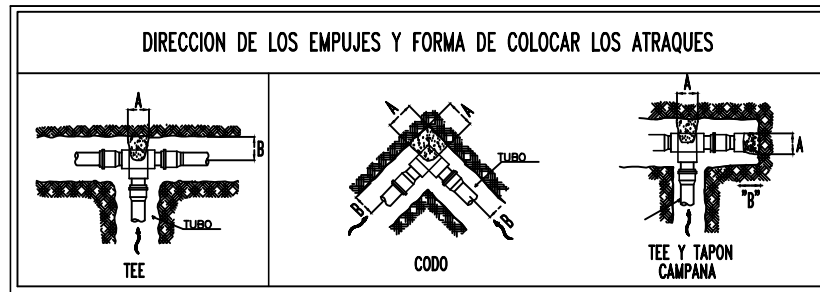 DIRECCION DE LOS EMPUJES Y FORMA DE COLOCAR LOS ATRAQUES
A
B
TUBO
TEE
A
A
TUBO
B
B
CODO
A
A
"B"
TEE Y TAPON
CAMPANA